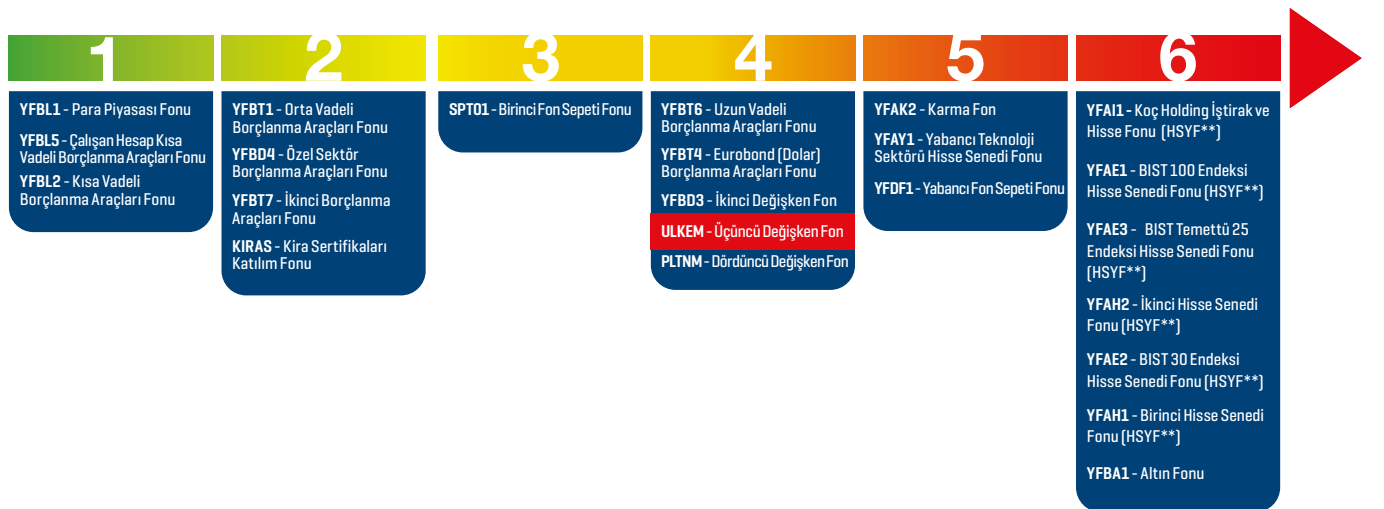 1
YFBL1 - Para Piyasası Fonu
YFBL5 - Çalışan Hesap Kısa
Vadeli Borçlanma Araçları Fonu
YFBL2 - Kısa Vadeli
Borçlanma Araçları Fonu
2
YFBT1 - Orta Vadeli
Borçlanma Araçları Fonu
YFBD4 - Özel Sektör
Borçlanma Araçları Fonu
YFBT7 - İkinci Borçlanma
Araçları Fonu
KIRAS - Kira Sertifikaları
Katılım Fonu
3
SPT01 - Birinci Fon Sepeti Fonu
4
YFBT6 - Uzun Vadeli
Borçlanma Araçları Fonu
YFBT4 - Eurobond (Dolar)
Borçlanma Araçları Fonu
YFBD3 - İkinci Değişken Fon
ULKEM - Üçüncü Değişken Fon
PLTNM - Dördüncü Değişken Fon
5
YFAK2 - Karma Fon
YFAY1 - Yabancı Teknoloji
Sektörü Hisse Senedi Fonu
YFDF1 - Yabancı Fon Sepeti Fonu
6
YFAI1 - Koç Holding İştirak ve
Hisse Fonu (HSYF**)
YFAE1 - BIST 100 Endeksi
Hisse Senedi Fonu (HSYF**)
YFAE3 - BIST Temettü 25
Endeksi Hisse Senedi Fonu
(HSYF**)
YFAH2 - İkinci Hisse Senedi
Fonu (HSYF**)
YFAE2 - BIST 30 Endeksi
Hisse Senedi Fonu (HSYF**)
YFAH1 - Birinci Hisse Senedi
Fonu (HSYF**)
YFBA1 - Altın Fonu